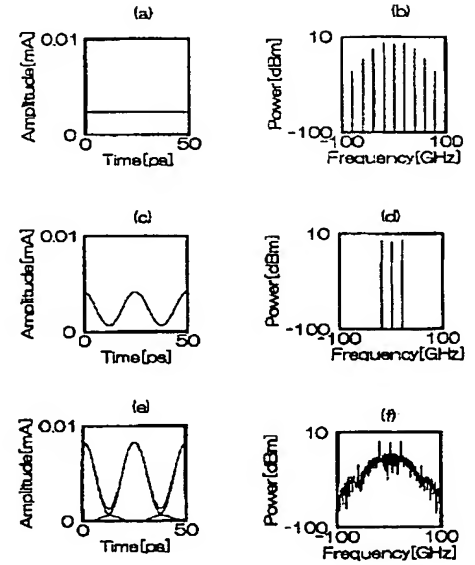 (a)
0.01
Amplitude[mA]
0
0
50
Time[ps]
(b)
10
Power[dBm]
-100
-100
100
Frequency[GHz]
(c)
0.01
Amplitude[mA]
0
0
50
Time[ps]
(d)
10
Power[dBm]
-100
-100
100
Frequency[GHz]
(e)
0.01
Amplitude[mA]
0
0
50
Time[ps]
(f)
10
Power[dBm]
-100
-100
100
Frequency[GHz]